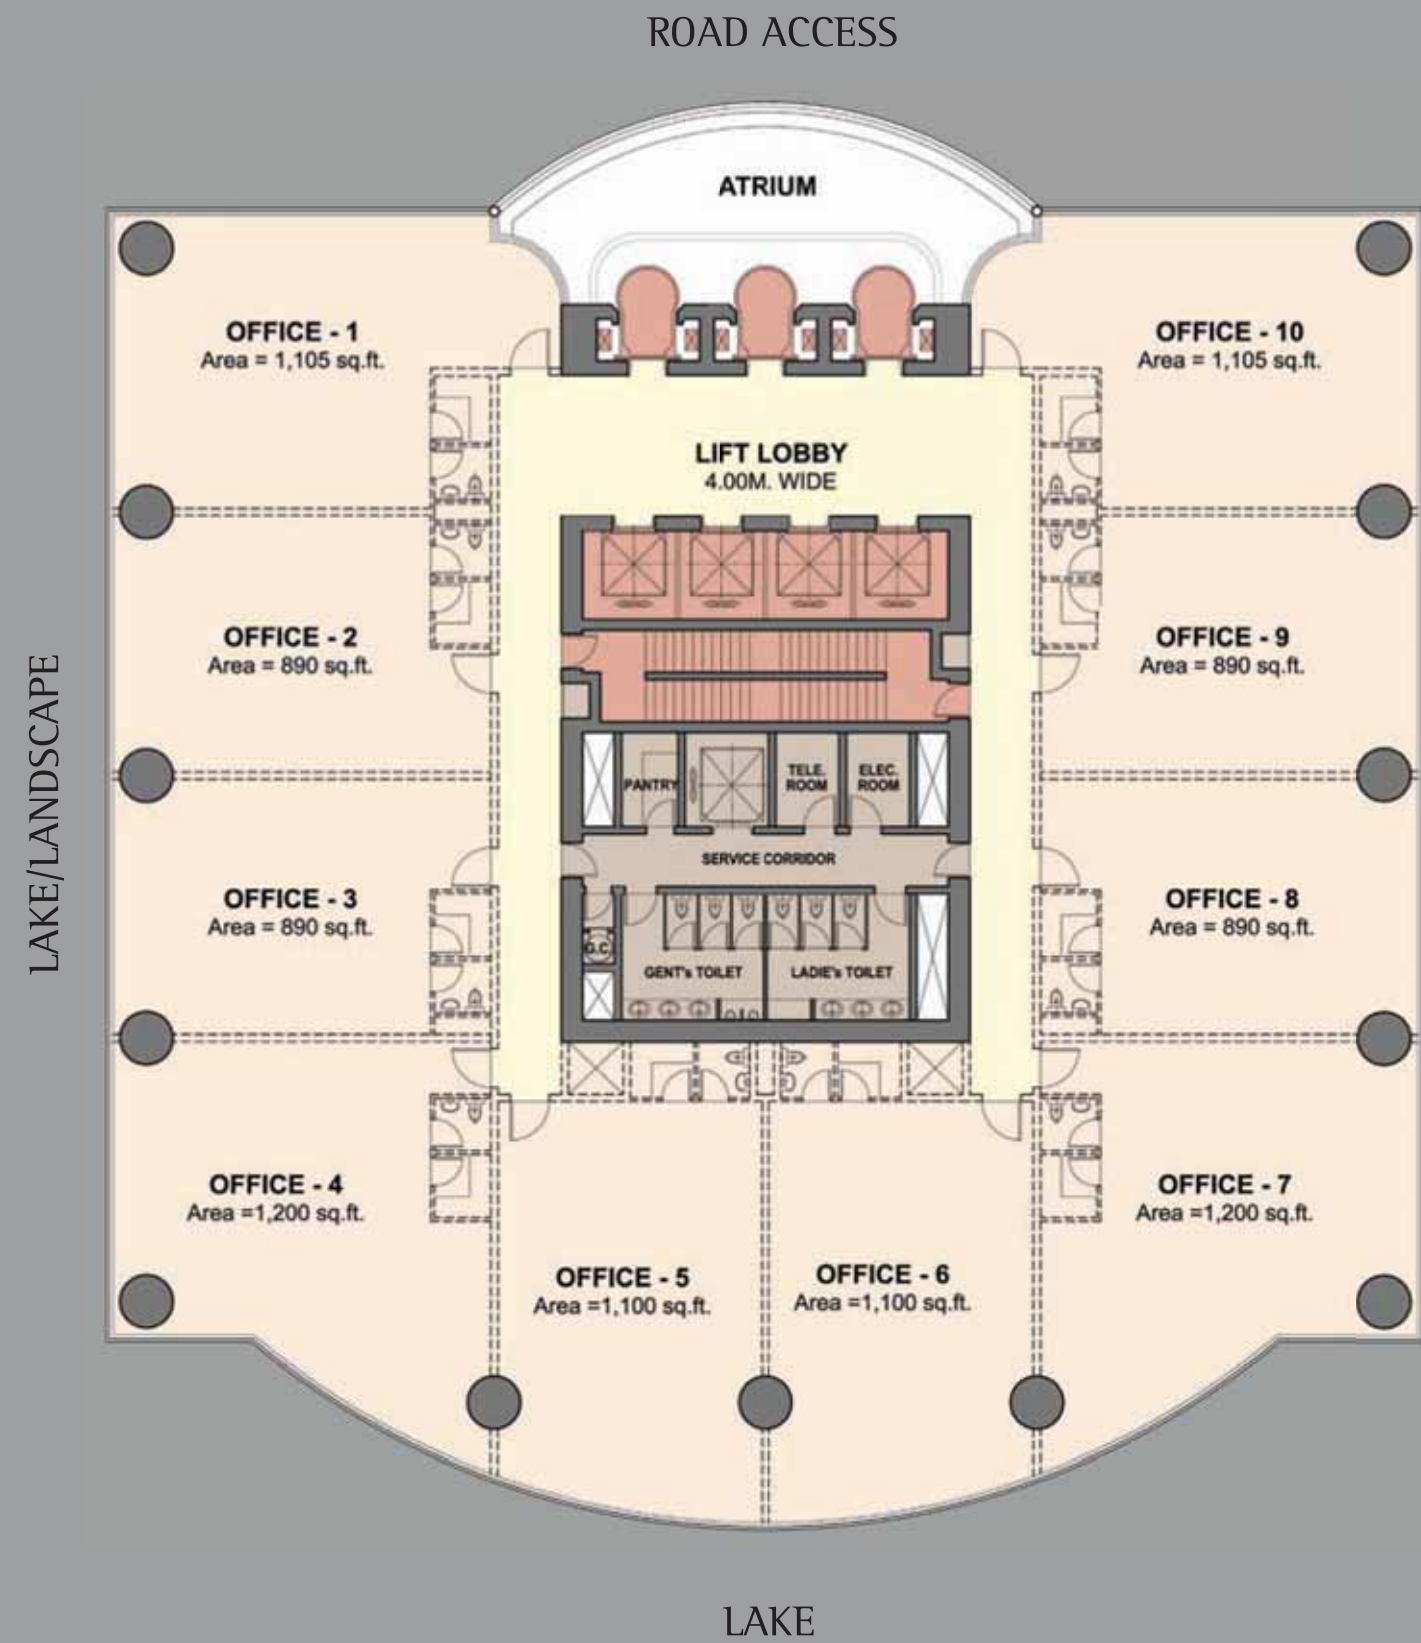 ROAD ACCESS
ATRIUM
OFFICE - 1
Area = 1,105 sq.ft.
OFFICE - 10
Area = 1,105 sq.ft.
LIFT LOBBY
4.00M. WIDE
OFFICE - 2
Area = 890 sq.ft.
OFFICE - 9
Area = 890 sq.ft.
LAKE/LANDSCAPE
PANTRY
TELE.
ROOM
ELEC.
ROOM
SERVICE CORRIDOR
OFFICE - 3
Area = 890 sq.ft.
OFFICE - 8
Area = 890 sq.ft.
G.C.
GENT's TOILET
LADIE's TOILET
OFFICE - 4
Area =1,200 sq.ft.
OFFICE - 7
Area =1,200 sq.ft.
OFFICE - 5
Area =1,100 sq.ft.
OFFICE - 6
Area =1,100 sq.ft.
LAKE